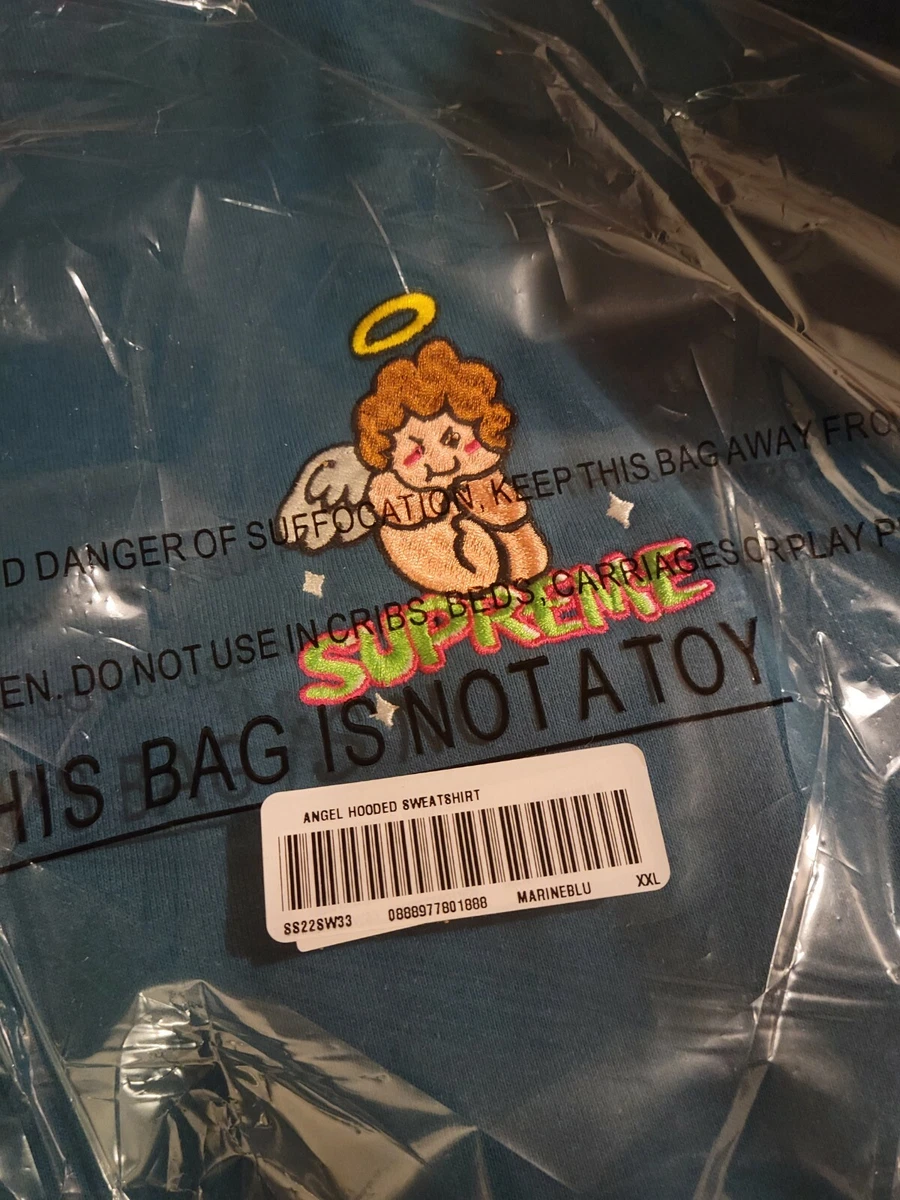 D DANGER OF SUFFOCATION, KEEP THIS BAG AWAY FRO
EN. DO NOT USE IN CRIBS, BEDS, CARRIAGES OR PLAY P
SUPREME
HIS BAG IS NOT A TOY
ANGEL HOODED SWEATSHIRT
SS22SW33 0888977801888 MARINEBLU XXL